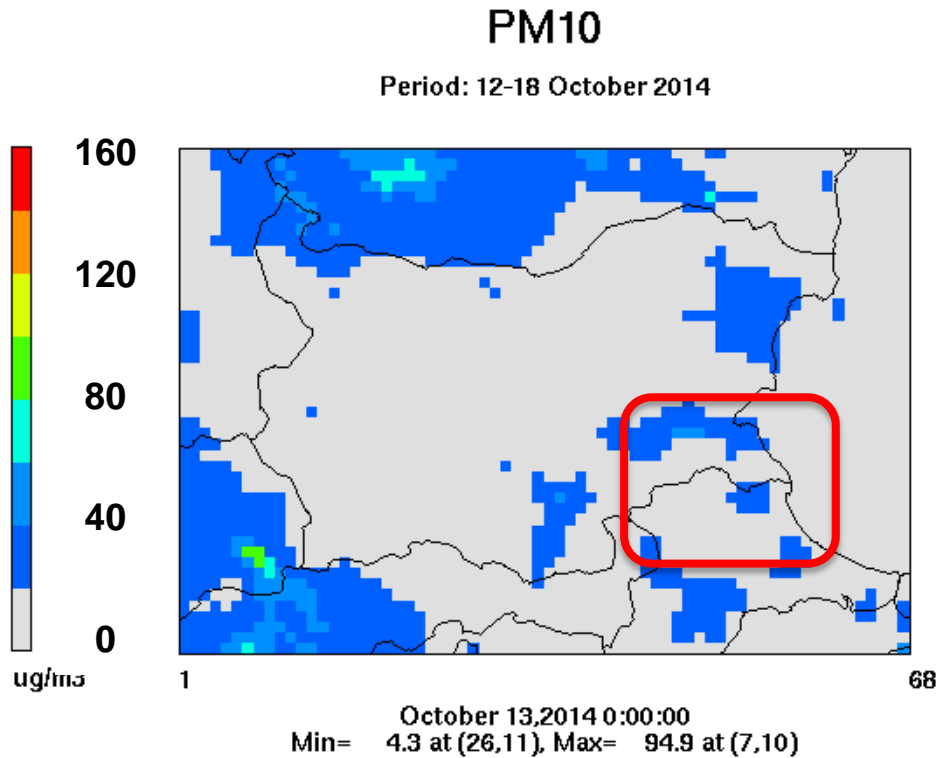 PM10
Period: 12-18 October 2014
160
120
80
40
0
ug/m3
1
68
October 13,2014 0:00:00
Min= 4.3 at (26,11), Max= 94.9 at (7,10)